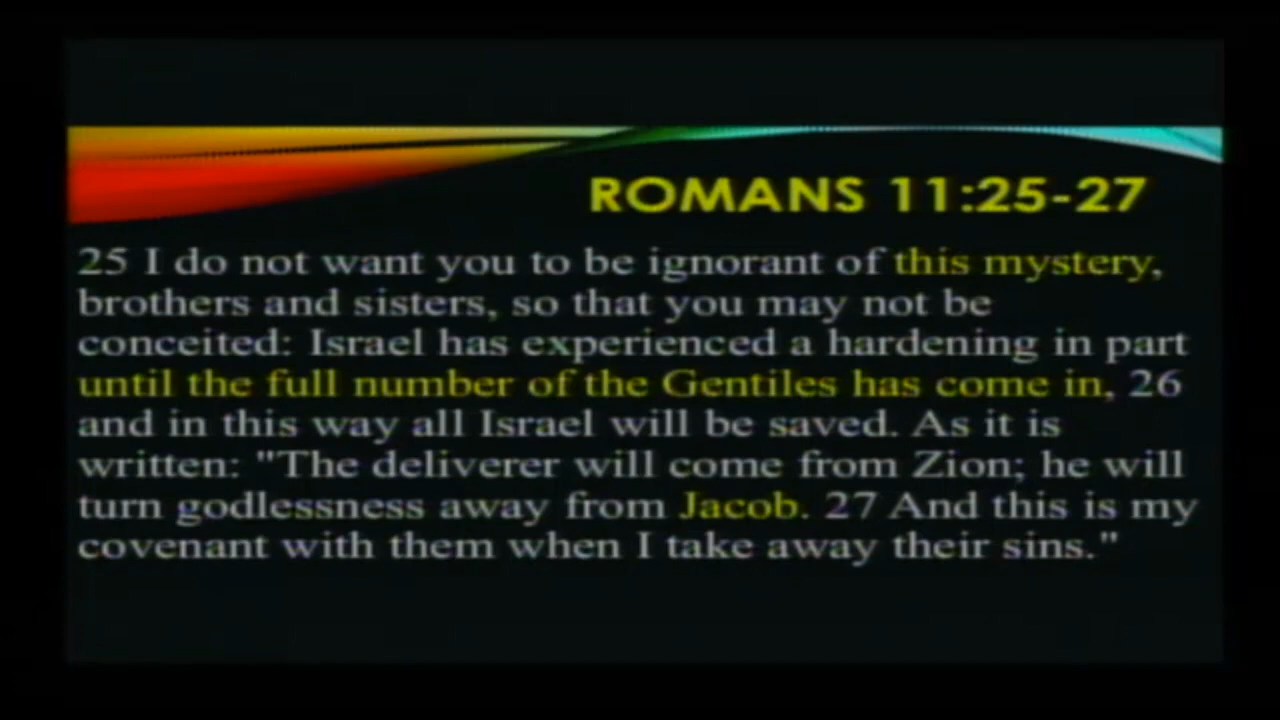 ROMANS 11:25-27
25 I do not want you to be ignorant of this mystery,
brothers and sisters, so that you may not be
conceited: Israel has experienced a hardening in part
until the full number of the Gentiles has come in, 26
and in this way all Israel will be saved. As it is
written: "The deliverer will come from Zion; he will
turn godlessness away from Jacob. 27 And this is my
covenant with them when I take away their sins."